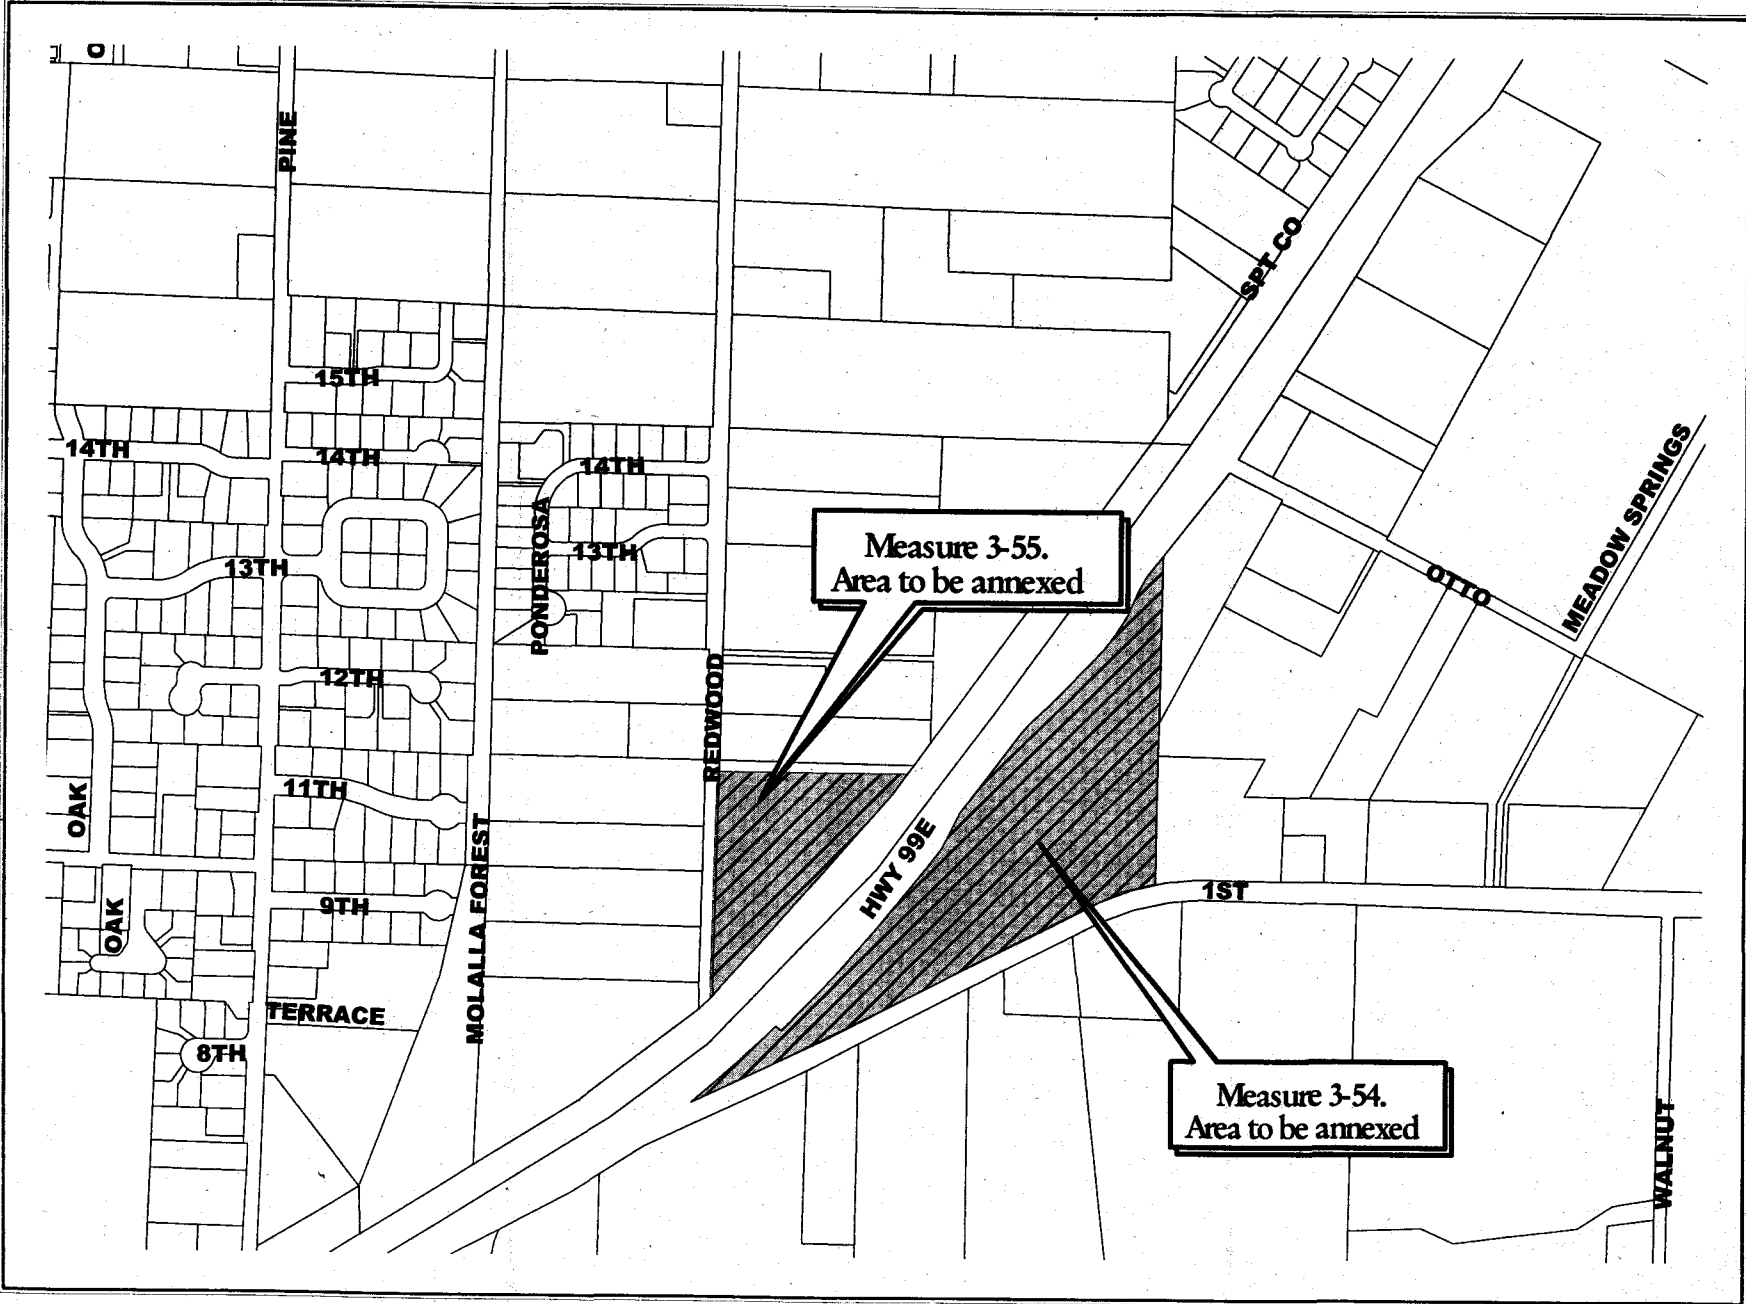 O
PINE
SPT CO
15TH
14TH
14TH
14TH
PONDEROSA
13TH
13TH
Measure 3-55.
Area to be annexed
OTTO
MEADOW SPRINGS
12TH
REDWOOD
11TH
OAK
HWY 99E
MOLALLA FOREST
1ST
9TH
OAK
TERRACE
8TH
Measure 3-54.
Area to be annexed
WALNUT